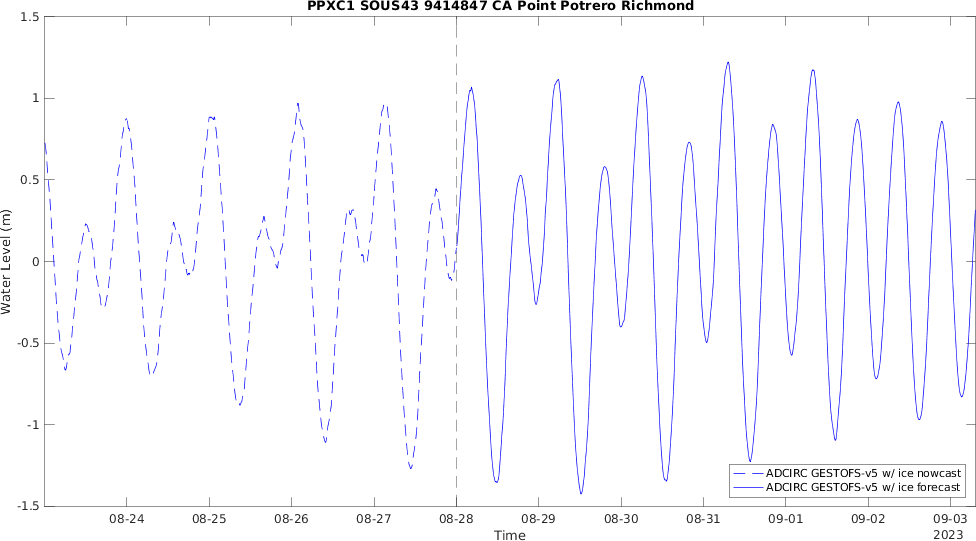 PPXC1 SOUS43 9414847 CA Point Potrero Richmond
1.5
1
0.5
0
-0.5
-1
-1.5
Water Level (m)
08-24 08-25 08-26 08-27 08-28 08-29 08-30 08-31 09-01 09-02 09-03
Time
2023
ADCIRC GESTOFS-v5 w/ ice nowcast
ADCIRC GESTOFS-v5 w/ ice forecast